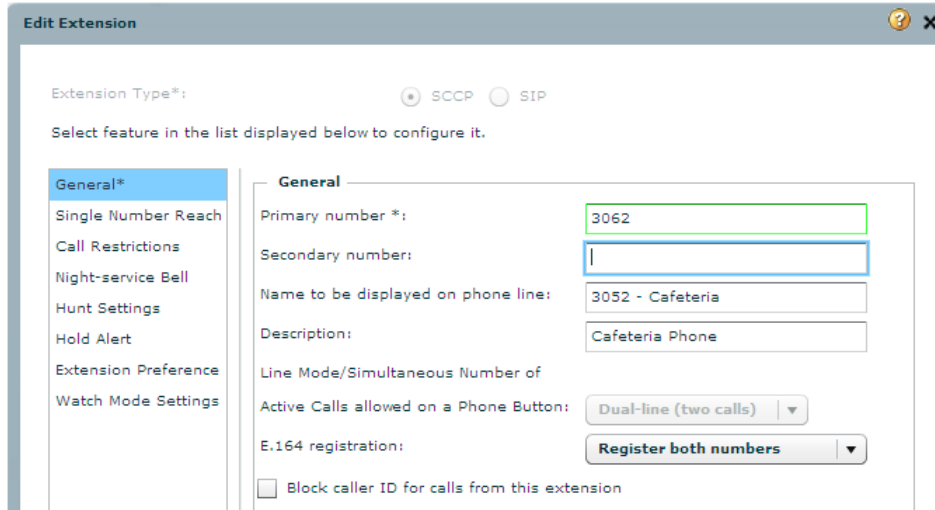 Edit Extension
Extension Type*:
SCCP
SIP
Select feature in the list displayed below to configure it.
General*
Single Number Reach
Call Restrictions
Night-service Bell
Hunt Settings
Hold Alert
Extension Preference
Watch Mode Settings
General
Primary number *: 3062
Secondary number:
Name to be displayed on phone line: 3052 - Cafeteria
Description: Cafeteria Phone
Line Mode/Simultaneous Number of
Active Calls allowed on a Phone Button: Dual-line (two calls)
E.164 registration: Register both numbers
Block caller ID for calls from this extension